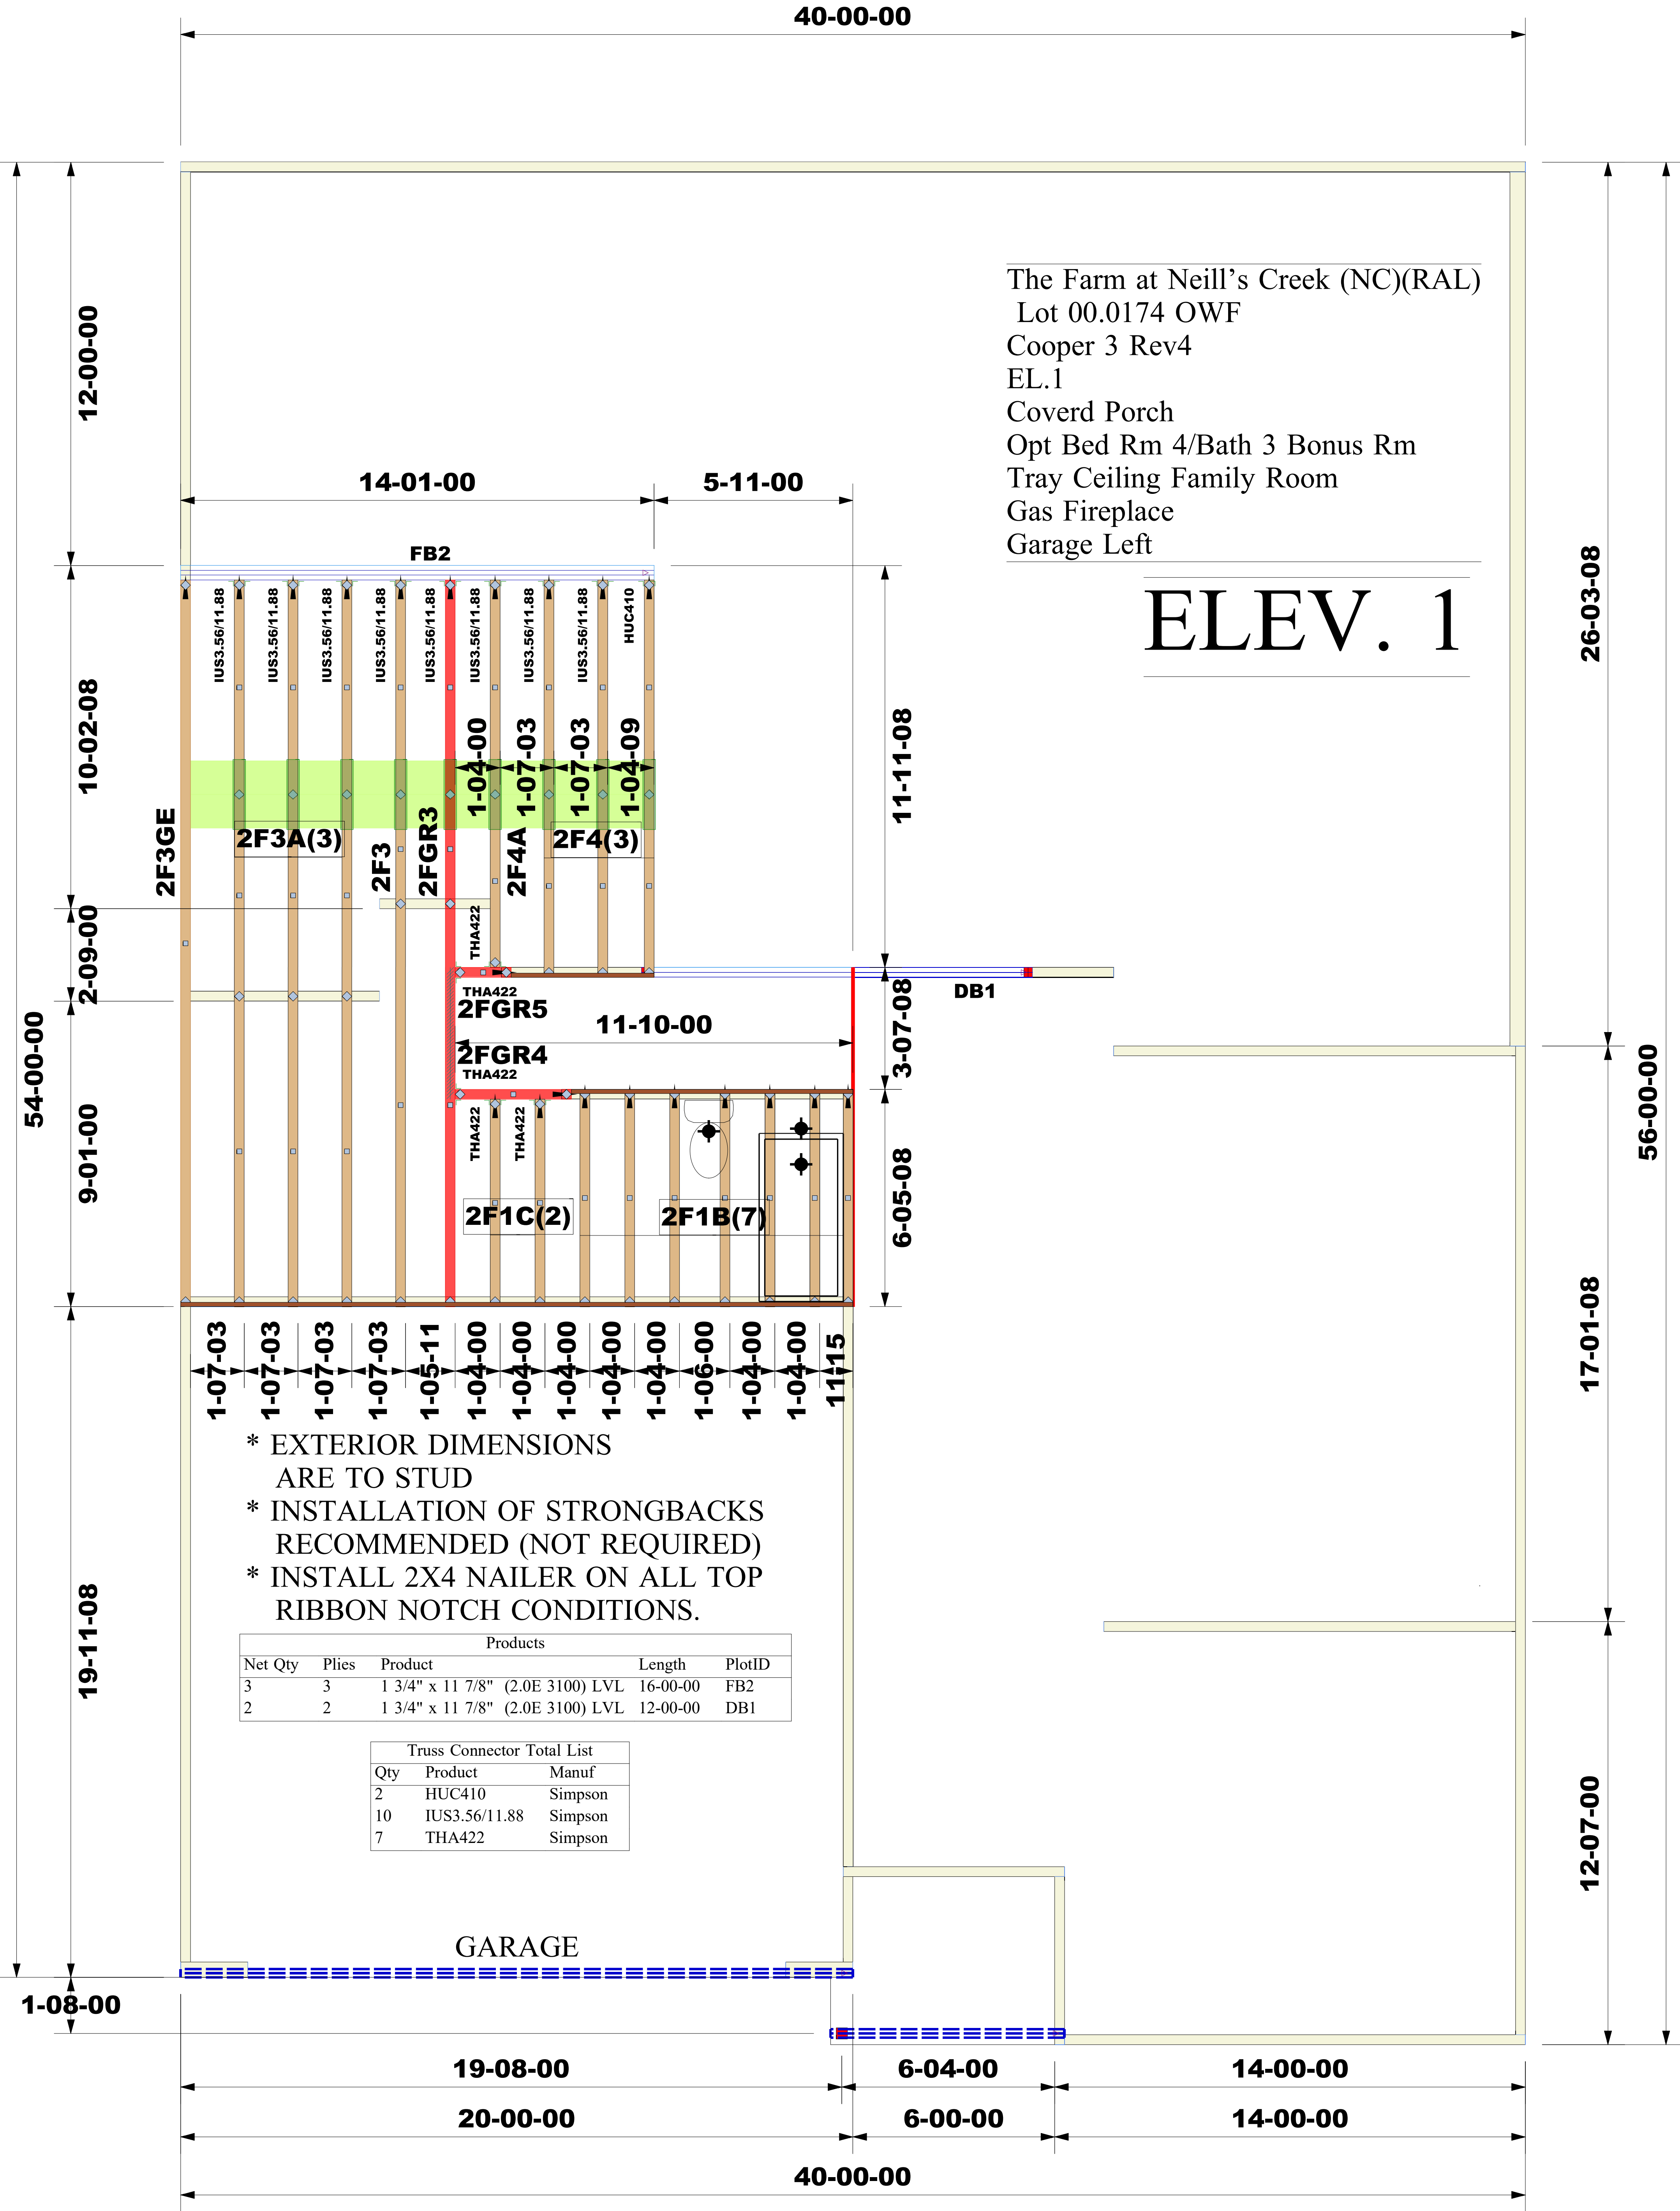 40-00-00
The Farm at Neill's Creek (NC)(RAL)
Lot 00.0174 OWF
Cooper 3 Rev4
EL.1
Coverd Porch
Opt Bed Rm 4/Bath 3 Bonus Rm
Tray Ceiling Family Room
Gas Fireplace
Garage Left
ELEV. 1
12-00-00
14-01-00
5-11-00
FB2
IUS3.56/11.88
IUS3.56/11.88
IUS3.56/11.88
IUS3.56/11.88
IUS3.56/11.88
IUS3.56/11.88
IUS3.56/11.88
IUS3.56/11.88
HUC410
26-03-08
10-02-08
11-11-08
1-04-00
1-07-03
1-07-03
1-04-09
2F3GE
2F3A(3)
2F3
2FGR3
2F4A
2F4(3)
THA422
2-09-00
THA422
2FGR5
DB1
11-10-00
3-07-08
2FGR4
THA422
54-00-00
56-00-00
9-01-00
THA422
THA422
6-05-08
2F1C(2)
2F1B(7)
17-01-08
1-07-03
1-07-03
1-07-03
1-07-03
1-05-11
1-04-00
1-04-00
1-04-00
1-04-00
1-04-00
1-06-00
1-04-00
1-04-00
11-15
* EXTERIOR DIMENSIONS
ARE TO STUD
* INSTALLATION OF STRONGBACKS
RECOMMENDED (NOT REQUIRED)
* INSTALL 2X4 NAILER ON ALL TOP
RIBBON NOTCH CONDITIONS.
19-11-08
Products
Net Qty Plies Product Length PlotID
3 3 1 3/4" x 11 7/8" (2.0E 3100) LVL 16-00-00 FB2
2 2 1 3/4" x 11 7/8" (2.0E 3100) LVL 12-00-00 DB1
Truss Connector Total List
Qty Product Manuf
2 HUC410 Simpson
10 IUS3.56/11.88 Simpson
7 THA422 Simpson
12-07-00
GARAGE
1-08-00
19-08-00
6-04-00
14-00-00
20-00-00
6-00-00
14-00-00
40-00-00